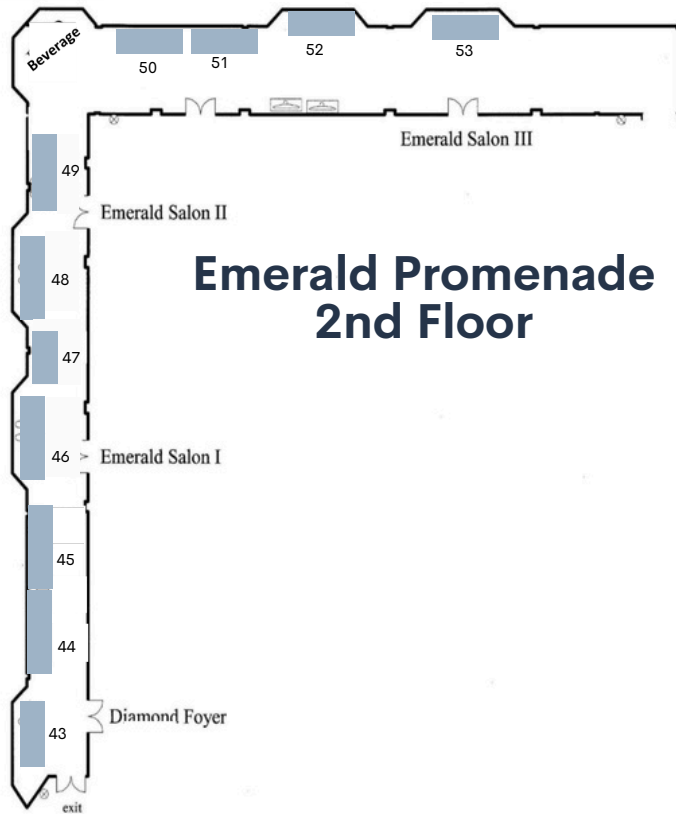 Beverage
50
51
52
53
Emerald Salon III
49
Emerald Salon II
48
Emerald Promenade
2nd Floor
47
46
Emerald Salon I
45
44
Diamond Foyer
43
exit